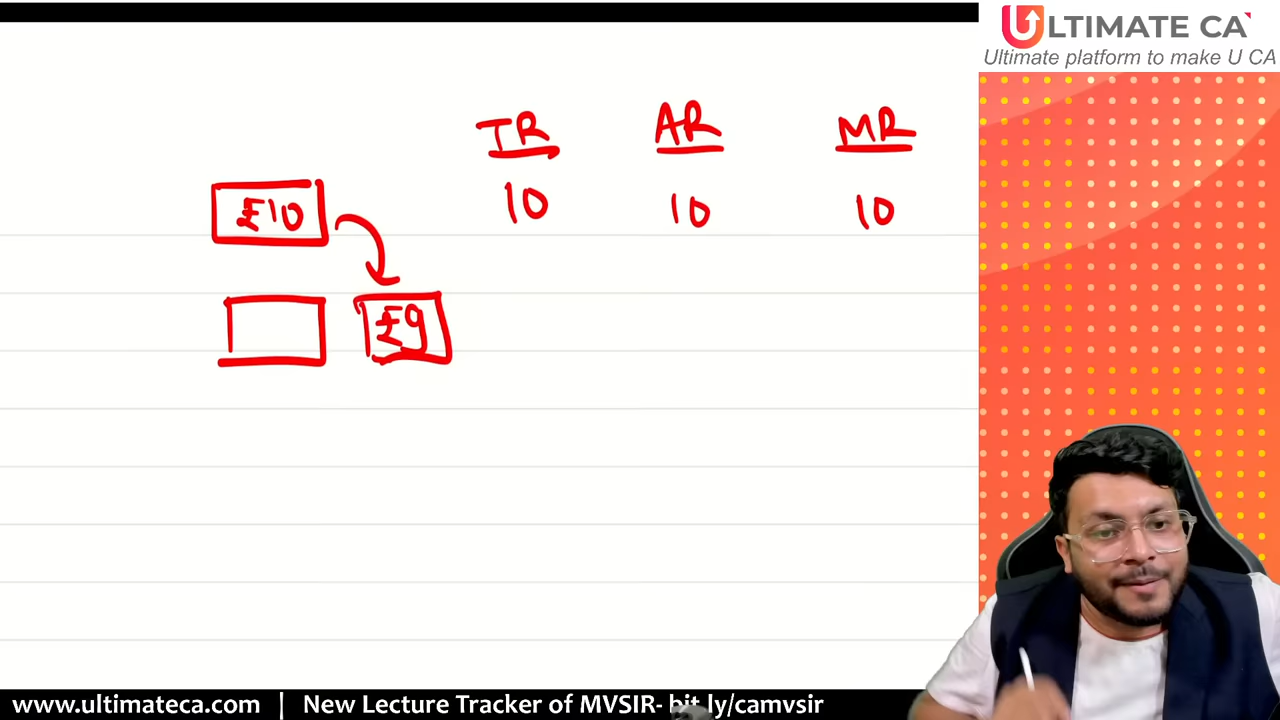 ULTIMATE CA
Ultimate platform to make U CA
TR AR MR
£10 10 10 10
£9
www.ultimateca.com | New Lecture Tracker of MVSIR- bit ly/camvsir